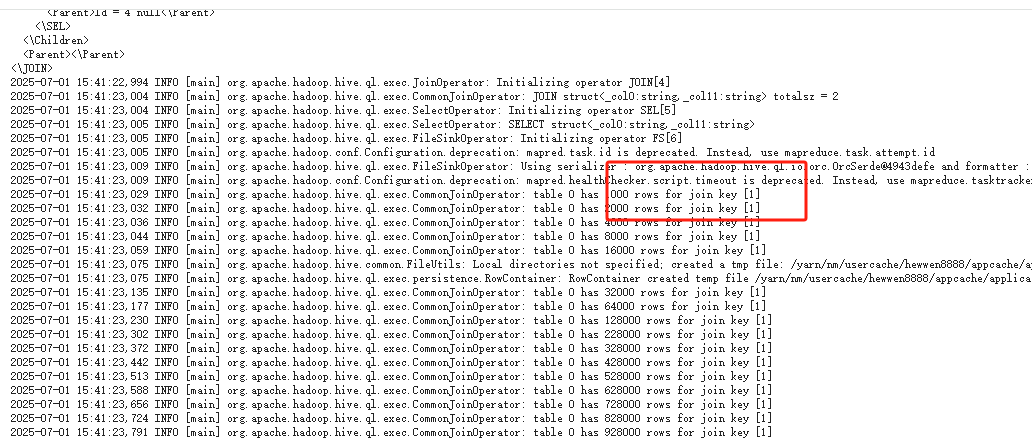 <Parent>Id = 4 null<\Parent>
<\SEL>
<\Children>
<Parent><\Parent>
<\JOIN>
2025-07-01 15:41:22,994 INFO [main] org.apache.hadoop.hive.ql.exec.JoinOperator: Initializing operator JOIN[4]
2025-07-01 15:41:23,004 INFO [main] org.apache.hadoop.hive.ql.exec.CommonJoinOperator: JOIN struct<_col0:string,_col11:string> totalsz = 2
2025-07-01 15:41:23,004 INFO [main] org.apache.hadoop.hive.ql.exec.SelectOperator: Initializing operator SEL[5]
2025-07-01 15:41:23,005 INFO [main] org.apache.hadoop.hive.ql.exec.SelectOperator: SELECT struct<_col0:string,_col11:string>
2025-07-01 15:41:23,005 INFO [main] org.apache.hadoop.hive.ql.exec.FileSinkOperator: Initializing operator FS[6]
2025-07-01 15:41:23,005 INFO [main] org.apache.hadoop.conf.Configuration.deprecation: mapred.task.id is deprecated. Instead, use mapreduce.task.attempt.id
2025-07-01 15:41:23,009 INFO [main] org.apache.hadoop.hive.ql.exec.FileSinkOperator: Using serializer : org.apache.hadoop.hive.ql.io.orc.OrcSerde@4943defe and formatter :
2025-07-01 15:41:23,009 INFO [main] org.apache.hadoop.conf.Configuration.deprecation: mapred.healthChecker.script.timeout is deprecated. Instead, use mapreduce.tasktracker
2025-07-01 15:41:23,029 INFO [main] org.apache.hadoop.hive.ql.exec.CommonJoinOperator: table 0 has 1000 rows for join key [1]
2025-07-01 15:41:23,032 INFO [main] org.apache.hadoop.hive.ql.exec.CommonJoinOperator: table 0 has 2000 rows for join key [1]
2025-07-01 15:41:23,036 INFO [main] org.apache.hadoop.hive.ql.exec.CommonJoinOperator: table 0 has 4000 rows for join key [1]
2025-07-01 15:41:23,044 INFO [main] org.apache.hadoop.hive.ql.exec.CommonJoinOperator: table 0 has 8000 rows for join key [1]
2025-07-01 15:41:23,059 INFO [main] org.apache.hadoop.hive.ql.exec.CommonJoinOperator: table 0 has 16000 rows for join key [1]
2025-07-01 15:41:23,075 INFO [main] org.apache.hadoop.hive.common.FileUtils: Local directories not specified; created a tmp file: /yarn/nm/usercache/hewwen8888/appcache/ap
2025-07-01 15:41:23,075 INFO [main] org.apache.hadoop.hive.ql.exec.persistence.RowContainer: RowContainer created temp file /yarn/nm/usercache/hewwen8888/appcache/applica
2025-07-01 15:41:23,135 INFO [main] org.apache.hadoop.hive.ql.exec.CommonJoinOperator: table 0 has 32000 rows for join key [1]
2025-07-01 15:41:23,177 INFO [main] org.apache.hadoop.hive.ql.exec.CommonJoinOperator: table 0 has 64000 rows for join key [1]
2025-07-01 15:41:23,230 INFO [main] org.apache.hadoop.hive.ql.exec.CommonJoinOperator: table 0 has 128000 rows for join key [1]
2025-07-01 15:41:23,302 INFO [main] org.apache.hadoop.hive.ql.exec.CommonJoinOperator: table 0 has 228000 rows for join key [1]
2025-07-01 15:41:23,372 INFO [main] org.apache.hadoop.hive.ql.exec.CommonJoinOperator: table 0 has 328000 rows for join key [1]
2025-07-01 15:41:23,442 INFO [main] org.apache.hadoop.hive.ql.exec.CommonJoinOperator: table 0 has 428000 rows for join key [1]
2025-07-01 15:41:23,513 INFO [main] org.apache.hadoop.hive.ql.exec.CommonJoinOperator: table 0 has 528000 rows for join key [1]
2025-07-01 15:41:23,588 INFO [main] org.apache.hadoop.hive.ql.exec.CommonJoinOperator: table 0 has 628000 rows for join key [1]
2025-07-01 15:41:23,656 INFO [main] org.apache.hadoop.hive.ql.exec.CommonJoinOperator: table 0 has 728000 rows for join key [1]
2025-07-01 15:41:23,724 INFO [main] org.apache.hadoop.hive.ql.exec.CommonJoinOperator: table 0 has 828000 rows for join key [1]
2025-07-01 15:41:23,791 INFO [main] org.apache.hadoop.hive.ql.exec.CommonJoinOperator: table 0 has 928000 rows for join key [1]